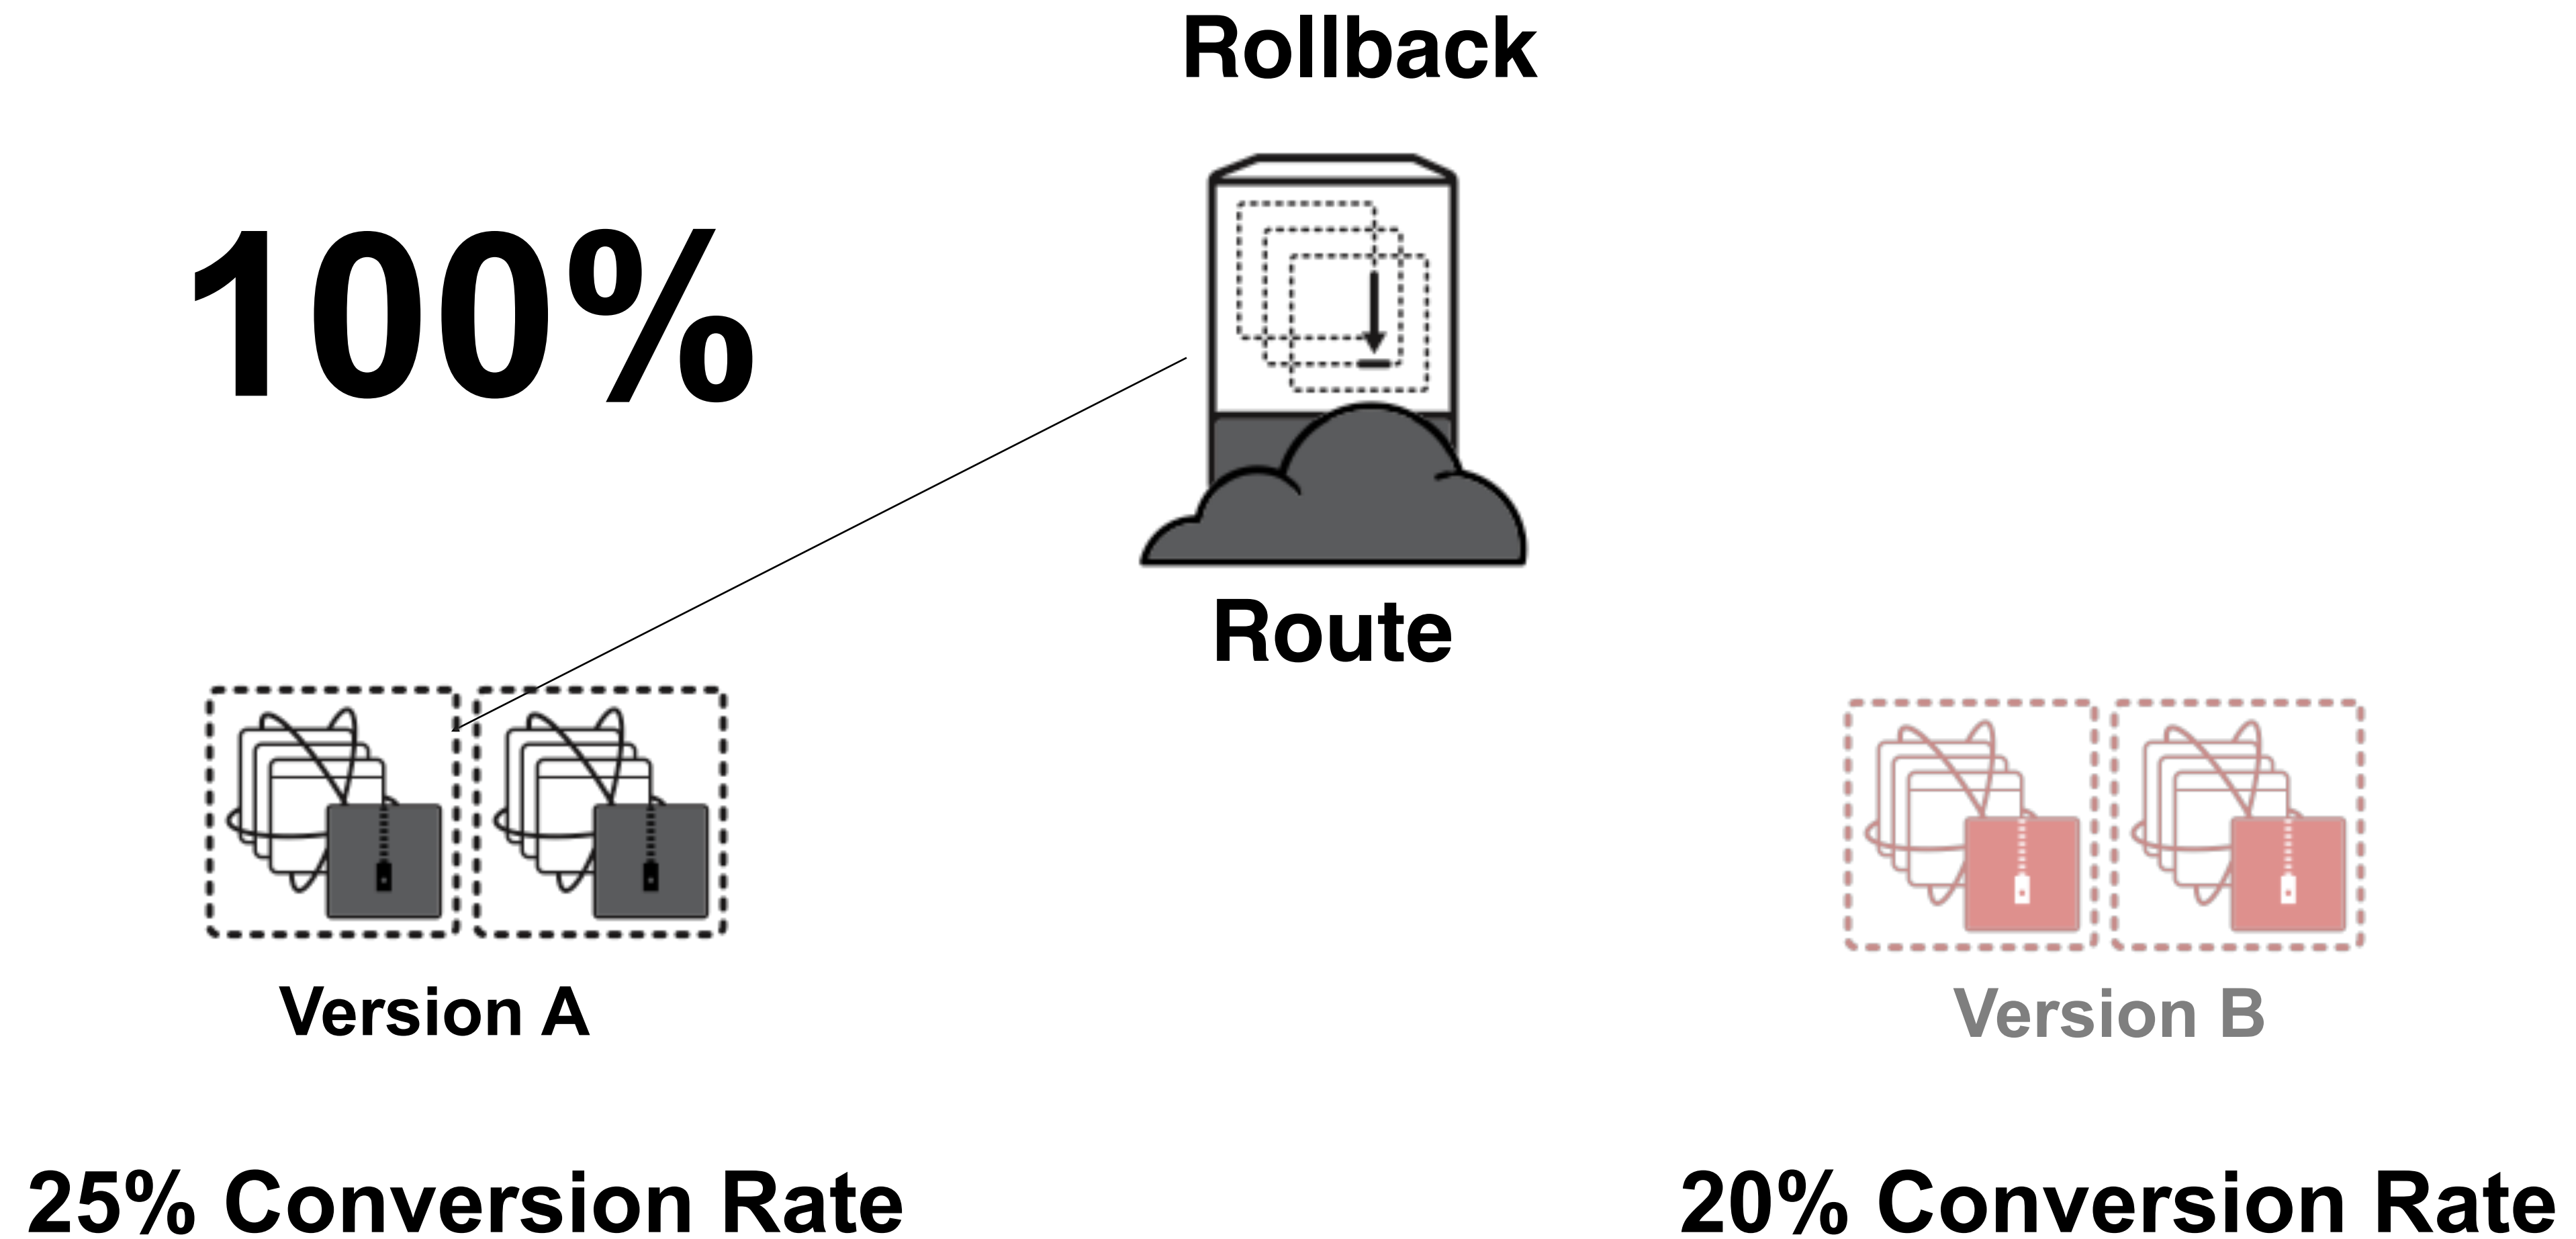 Rollback
100%
Route
Version A
Version B
25% Conversion Rate
20% Conversion Rate